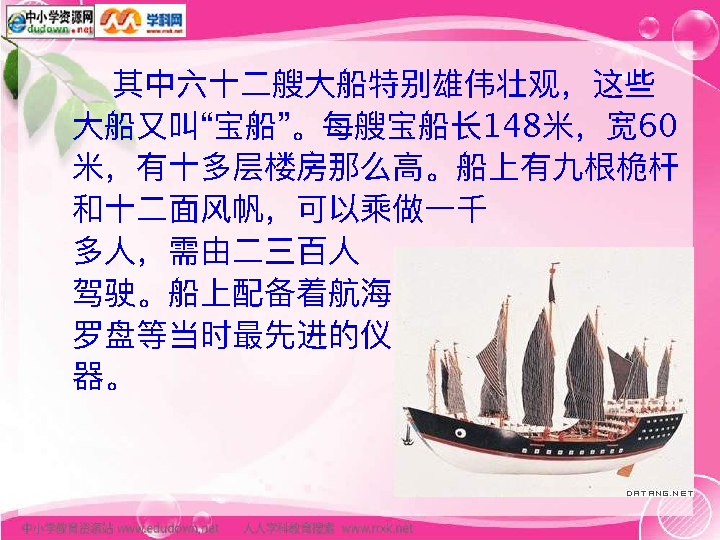 中小学资源网
edudown.net
学科网
www.nxk.net
其中六十二艘大船特别雄伟壮观，这些
大船又叫“宝船”。每艘宝船长148米，宽60
米，有十多层楼房那么高。船上有九根桅杆
和十二面风帆，可以乘做一千
多人，需由二三百人
驾驶。船上配备着航海
罗盘等当时最先进的仪
器。
DATANG.NET
中小学教育资源站 www.edudown.net 人人学科教育搜索 www.nxk.net